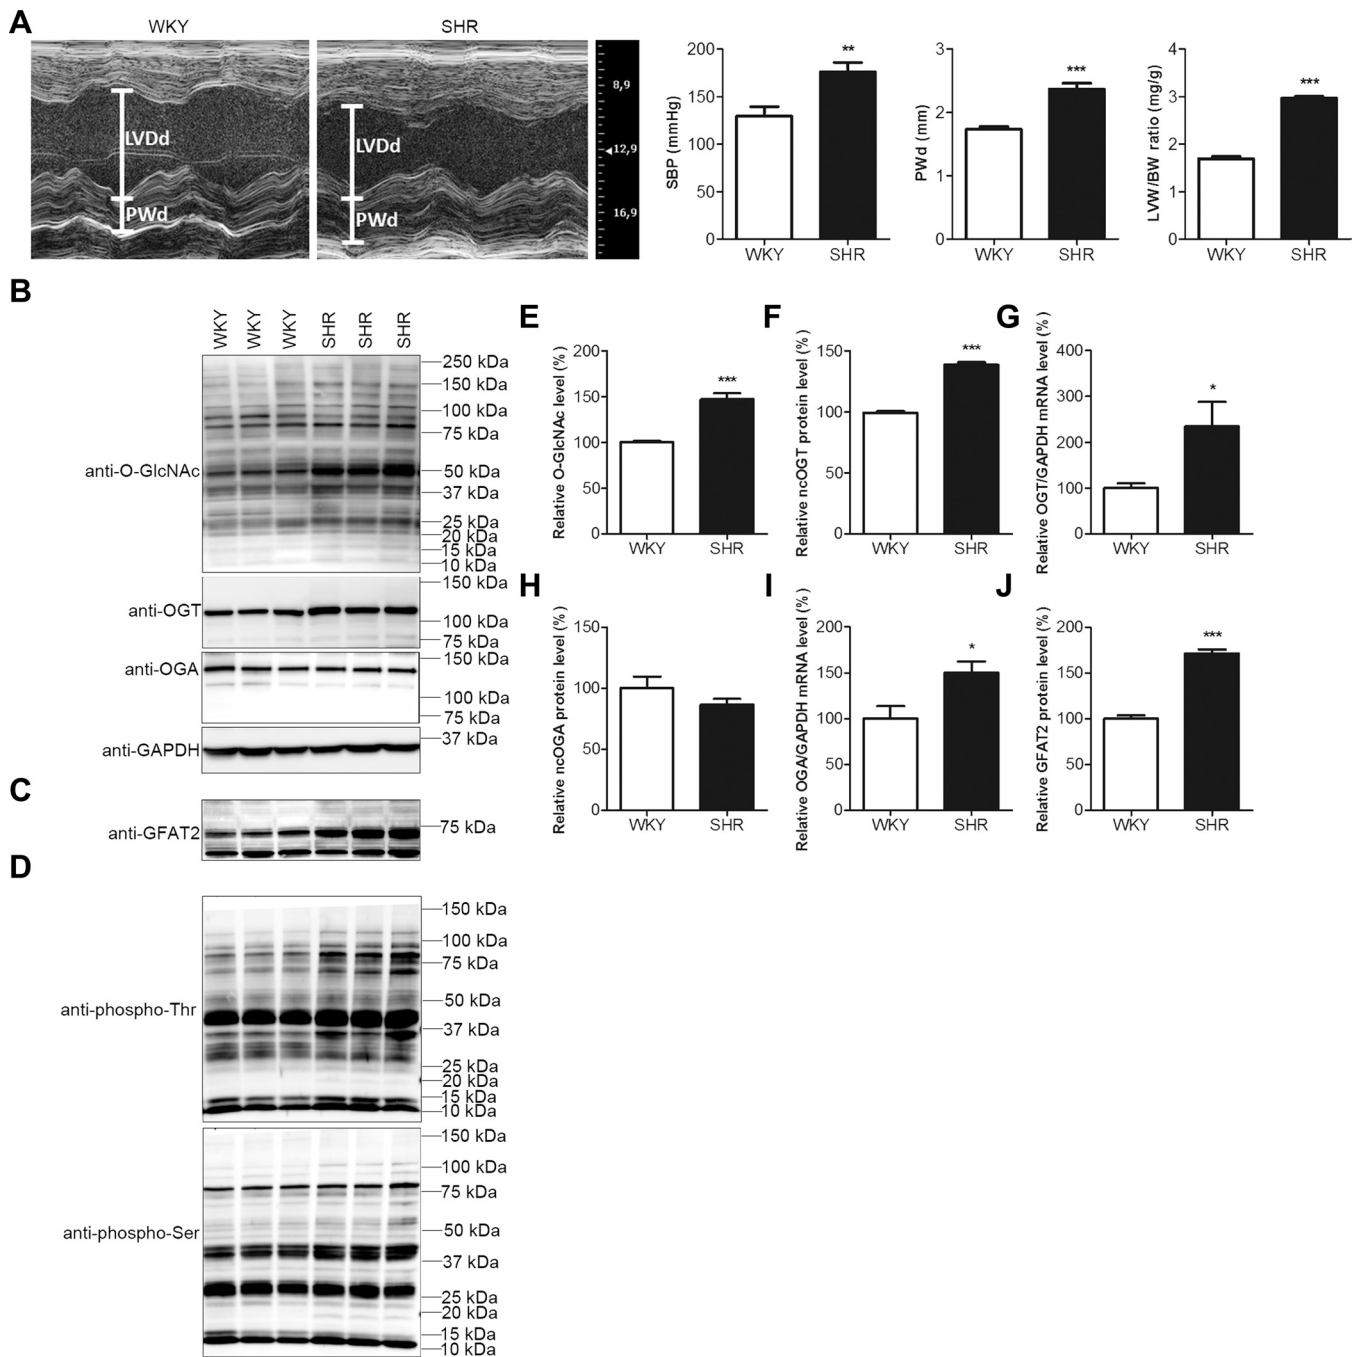 A
WKY
SHR
LVDd
PWd
LVDd
PWd
8,9
12,9
16,9
SBP (mmHg)
200
150
100
50
0
**
WKY
SHR
PWd (mm)
3
2
1
0
***
WKY
SHR
LVW/BW ratio (mg/g)
4
3
2
1
0
***
WKY
SHR
B
WKY
WKY
WKY
SHR
SHR
SHR
anti-O-GlcNAc
250 kDa
150 kDa
100 kDa
75 kDa
50 kDa
37 kDa
25 kDa
20 kDa
15 kDa
10 kDa
anti-OGT
150 kDa
100 kDa
75 kDa
anti-OGA
150 kDa
100 kDa
75 kDa
anti-GAPDH
37 kDa
C
anti-GFAT2
75 kDa
D
anti-phospho-Thr
150 kDa
100 kDa
75 kDa
50 kDa
37 kDa
25 kDa
20 kDa
15 kDa
10 kDa
anti-phospho-Ser
150 kDa
100 kDa
75 kDa
50 kDa
37 kDa
25 kDa
20 kDa
15 kDa
10 kDa
E
Relative O-GlcNAc level (%)
200
150
100
50
0
***
WKY
SHR
F
Relative ncOGT protein level (%)
150
100
50
0
***
WKY
SHR
G
Relative OGT/GAPDH mRNA level (%)
400
300
200
100
0
*
WKY
SHR
H
Relative ncOGA protein level (%)
150
100
50
0
WKY
SHR
I
Relative OGA/GAPDH mRNA level (%)
200
150
100
50
0
*
WKY
SHR
J
Relative GFAT2 protein level (%)
200
150
100
50
0
***
WKY
SHR